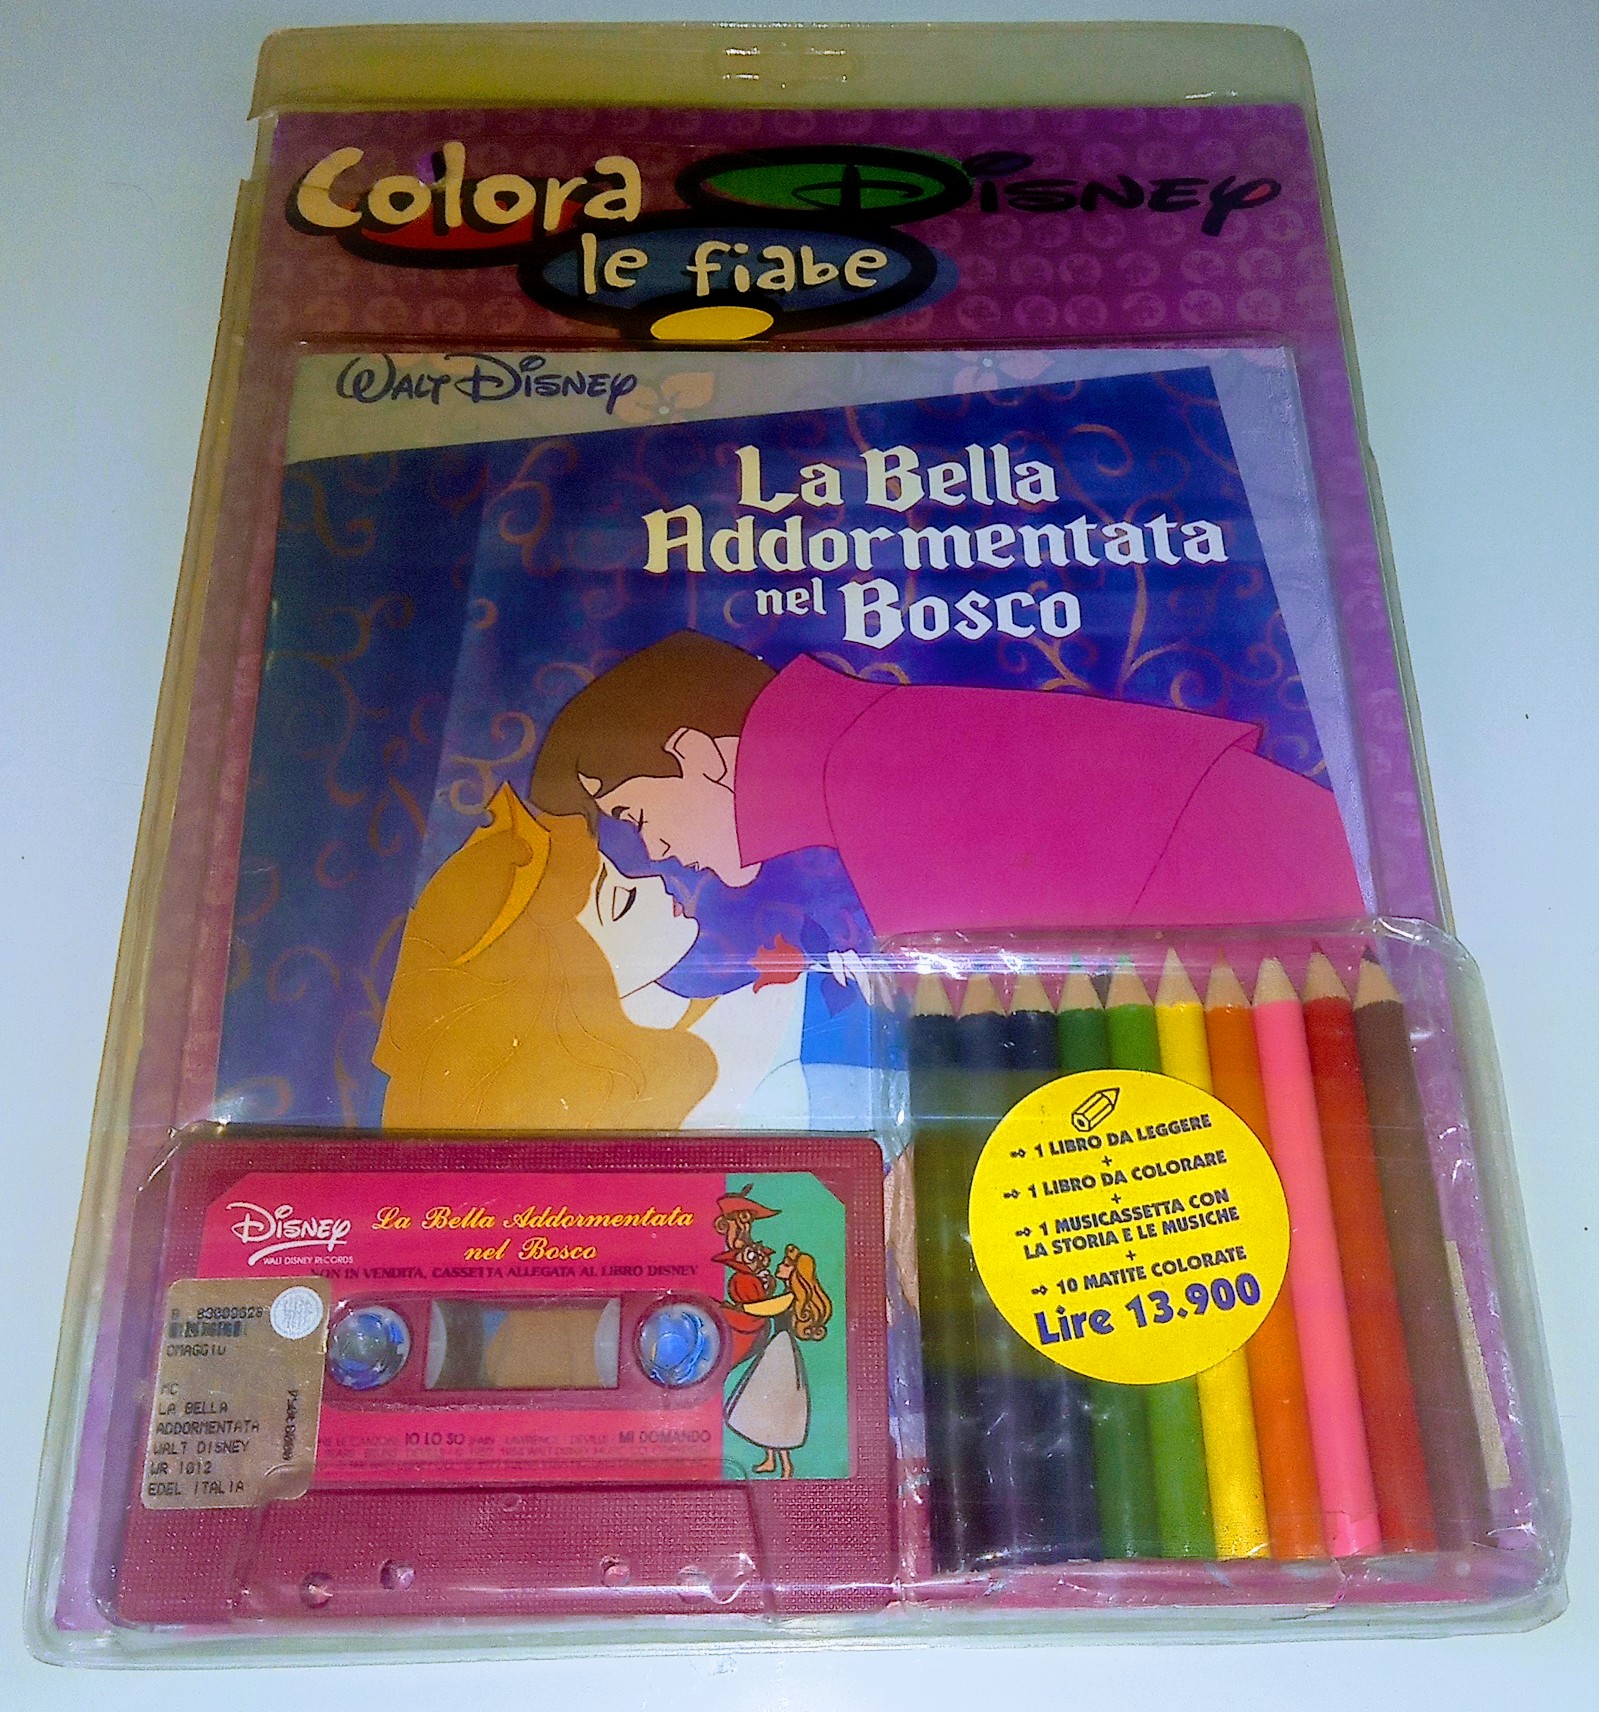 Colora DISNEY
le fiabe
WALT DISNEY
La Bella
Addormentata
nel Bosco
➾ 1 LIBRO DA LEGGERE
+
➾ 1 LIBRO DA COLORARE
+
➾ 1 MUSICASSETTA CON
LA STORIA E LE MUSICHE
+
➾ 10 MATITE COLORATE
Lire 13.900
DISNEY
WALT DISNEY RECORDS
La Bella Addormentata
nel Bosco
NON IN VENDITA, CASSETTA ALLEGATA AL LIBRO DISNEY
OMAGGIO
MC
LA BELLA
ADDORMENTATA
WALT DISNEY
WR 1012
EDEL ITALIA
IO LO SO
MI DOMANDO